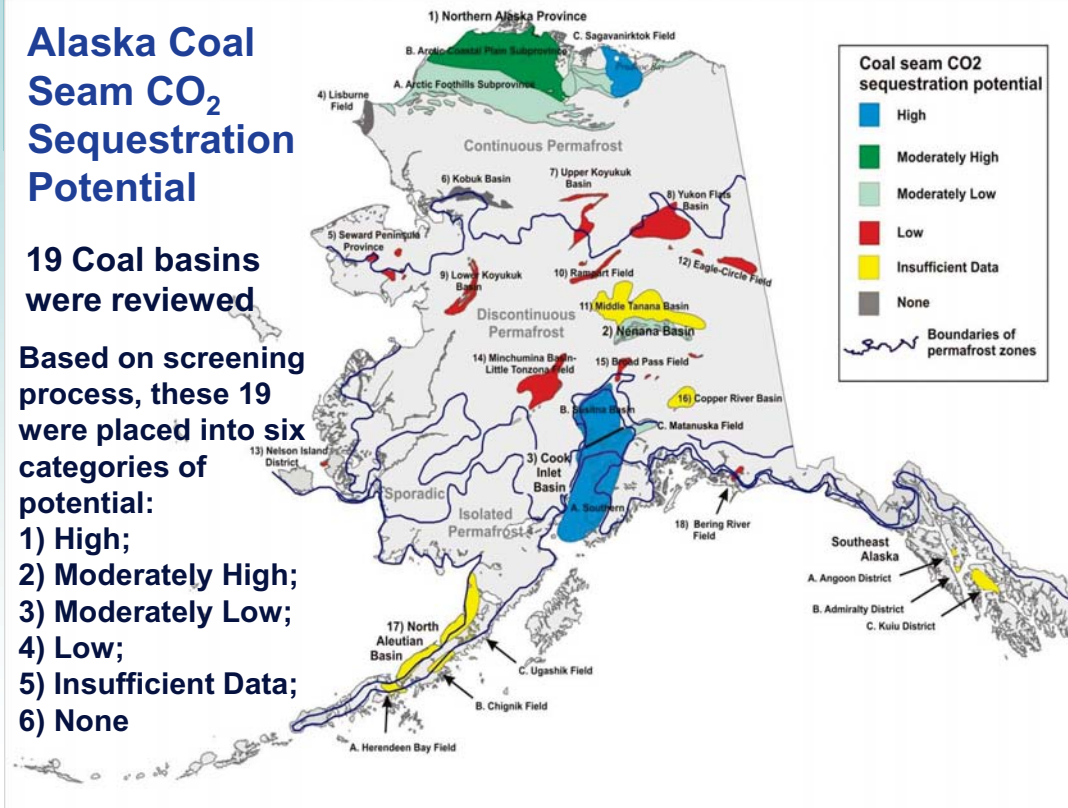 Alaska Coal
Seam CO₂
Sequestration
Potential
19 Coal basins
were reviewed
Based on screening
process, these 19
were placed into six
categories of
potential:
1) High;
2) Moderately High;
3) Moderately Low;
4) Low;
5) Insufficient Data;
6) None
1) Northern Alaska Province
C. Sagavanirktok Field
B. Arctic Coastal Plain Subprovince
Prudhoe Bay
A. Arctic Foothills Subprovince
4) Lisburne
Field
Continuous Permafrost
6) Kobuk Basin
7) Upper Koyukuk
Basin
8) Yukon Flats
Basin
5) Seward Peninsula
Province
9) Lower Koyukuk
Basin
10) Rampart Field
12) Eagle-Circle Field
11) Middle Tanana Basin
Discontinuous
Permafrost
2) Nenana Basin
14) Minchumina Basin-
Little Tonzona Field
15) Broad Pass Field
16) Copper River Basin
B. Susitna Basin
C. Matanuska Field
13) Nelson Island
District
3) Cook
Inlet
Basin
Sporadic
A. Southern
Isolated
Permafrost
18) Bering River
Field
Southeast
Alaska
A. Angoon District
B. Admiralty District
C. Kuiu District
17) North
Aleutian
Basin
C. Ugashik Field
B. Chignik Field
A. Herendeen Bay Field
Coal seam CO2
sequestration potential
High
Moderately High
Moderately Low
Low
Insufficient Data
None
Boundaries of
permafrost zones